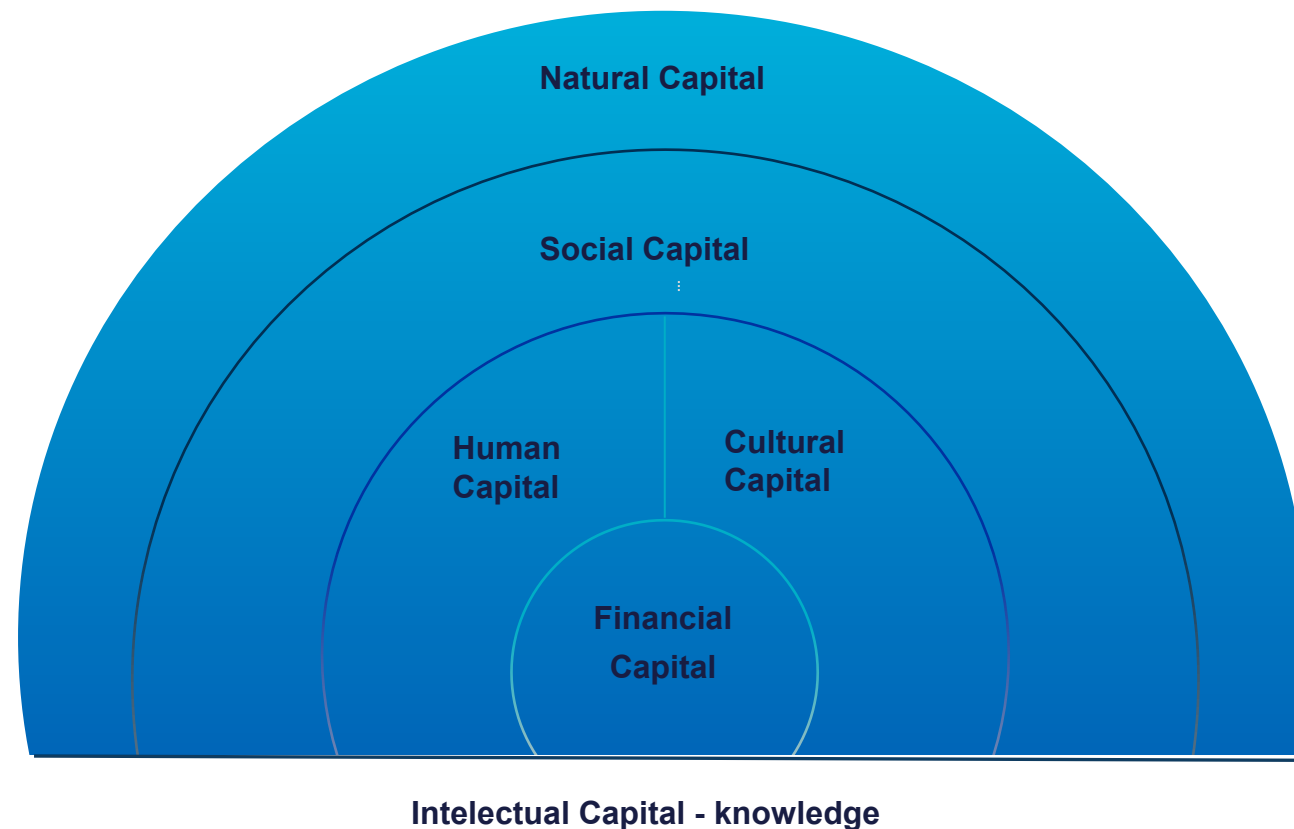 Natural Capital
Social Capital
Human
Capital
Cultural
Capital
Financial
Capital
Intelectual Capital - knowledge